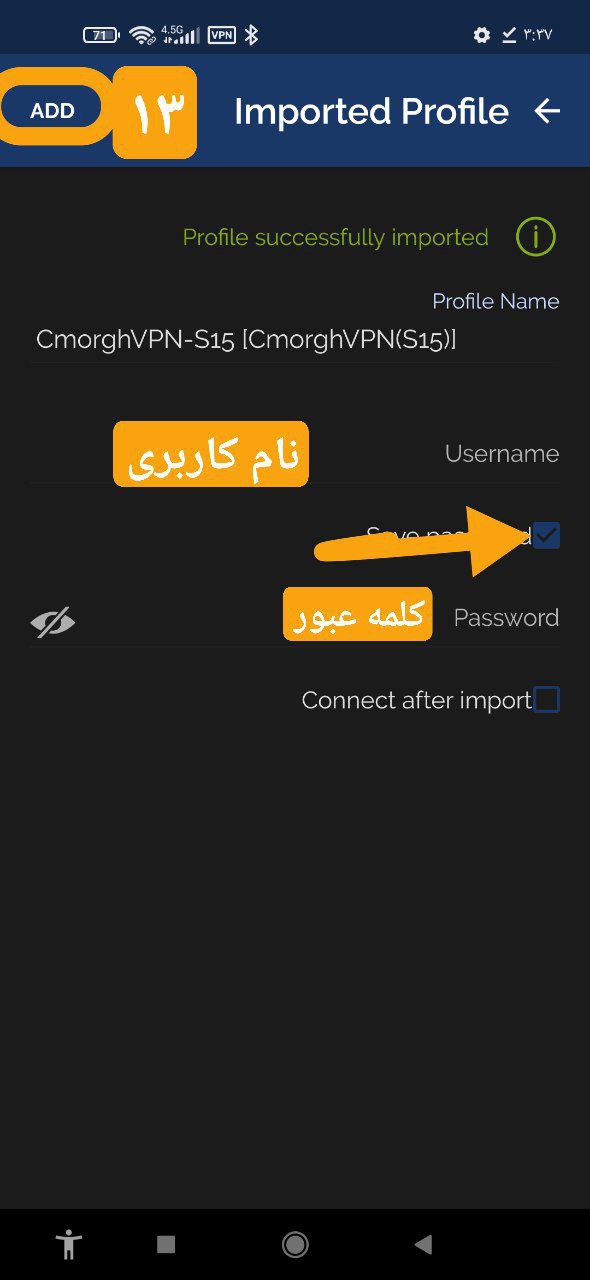 71 4.5G VPN ۳:۳۷
ADD ۱۳ Imported Profile
Profile successfully imported
Profile Name
CmorghVPN-S15 [CmorghVPN(S15)]
نام کاربری Username
Save password
کلمه عبور Password
Connect after import